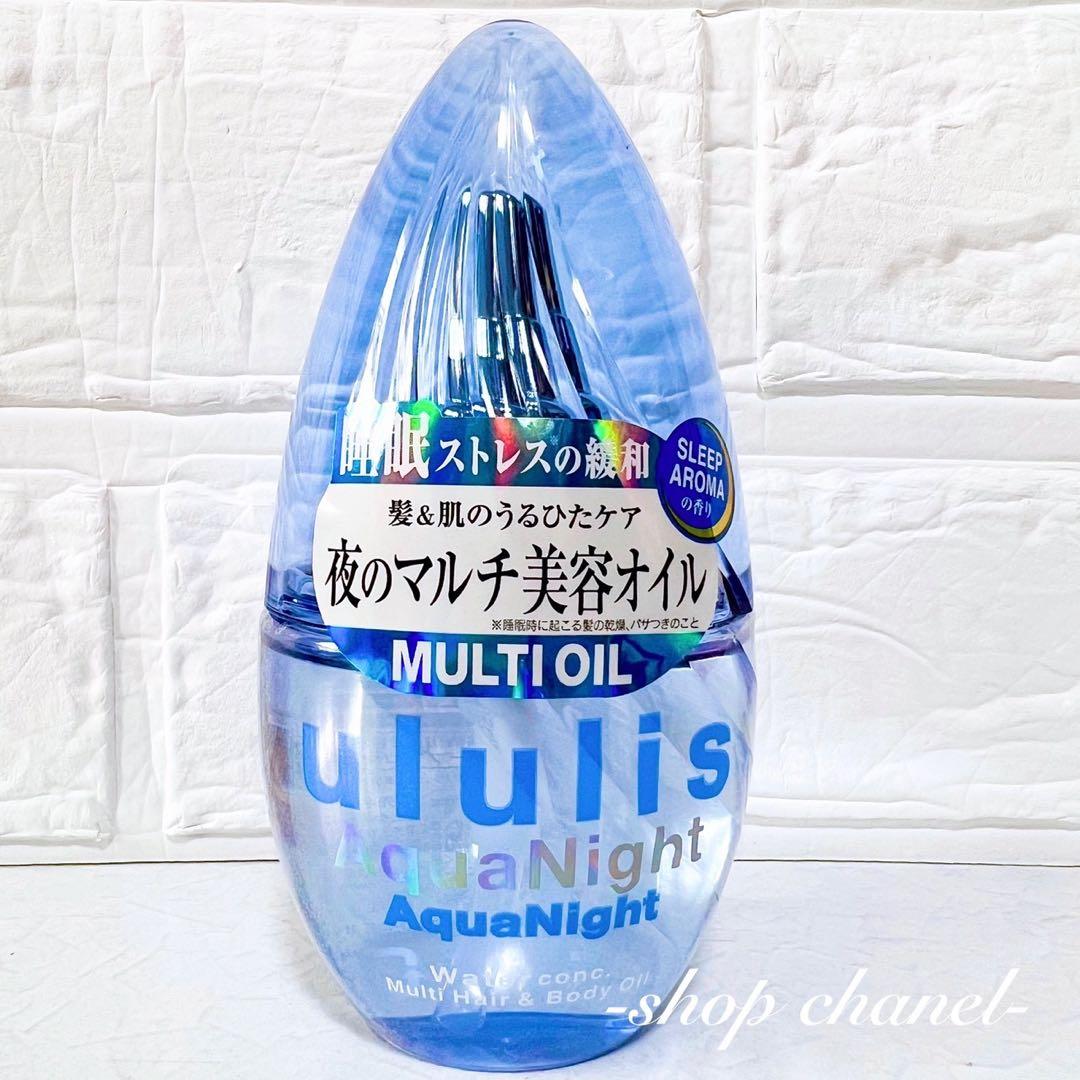 睡眠ストレス※の緩和
SLEEP
AROMA
の香り
髪&肌のうるひたケア
夜のマルチ美容オイル
※睡眠時に起こる髪の乾燥、パサつきのこと
MULTI OIL
ululis
AquaNight
AquaNight
Water conc.
Multi Hair & Body Oil
-shop chanel-